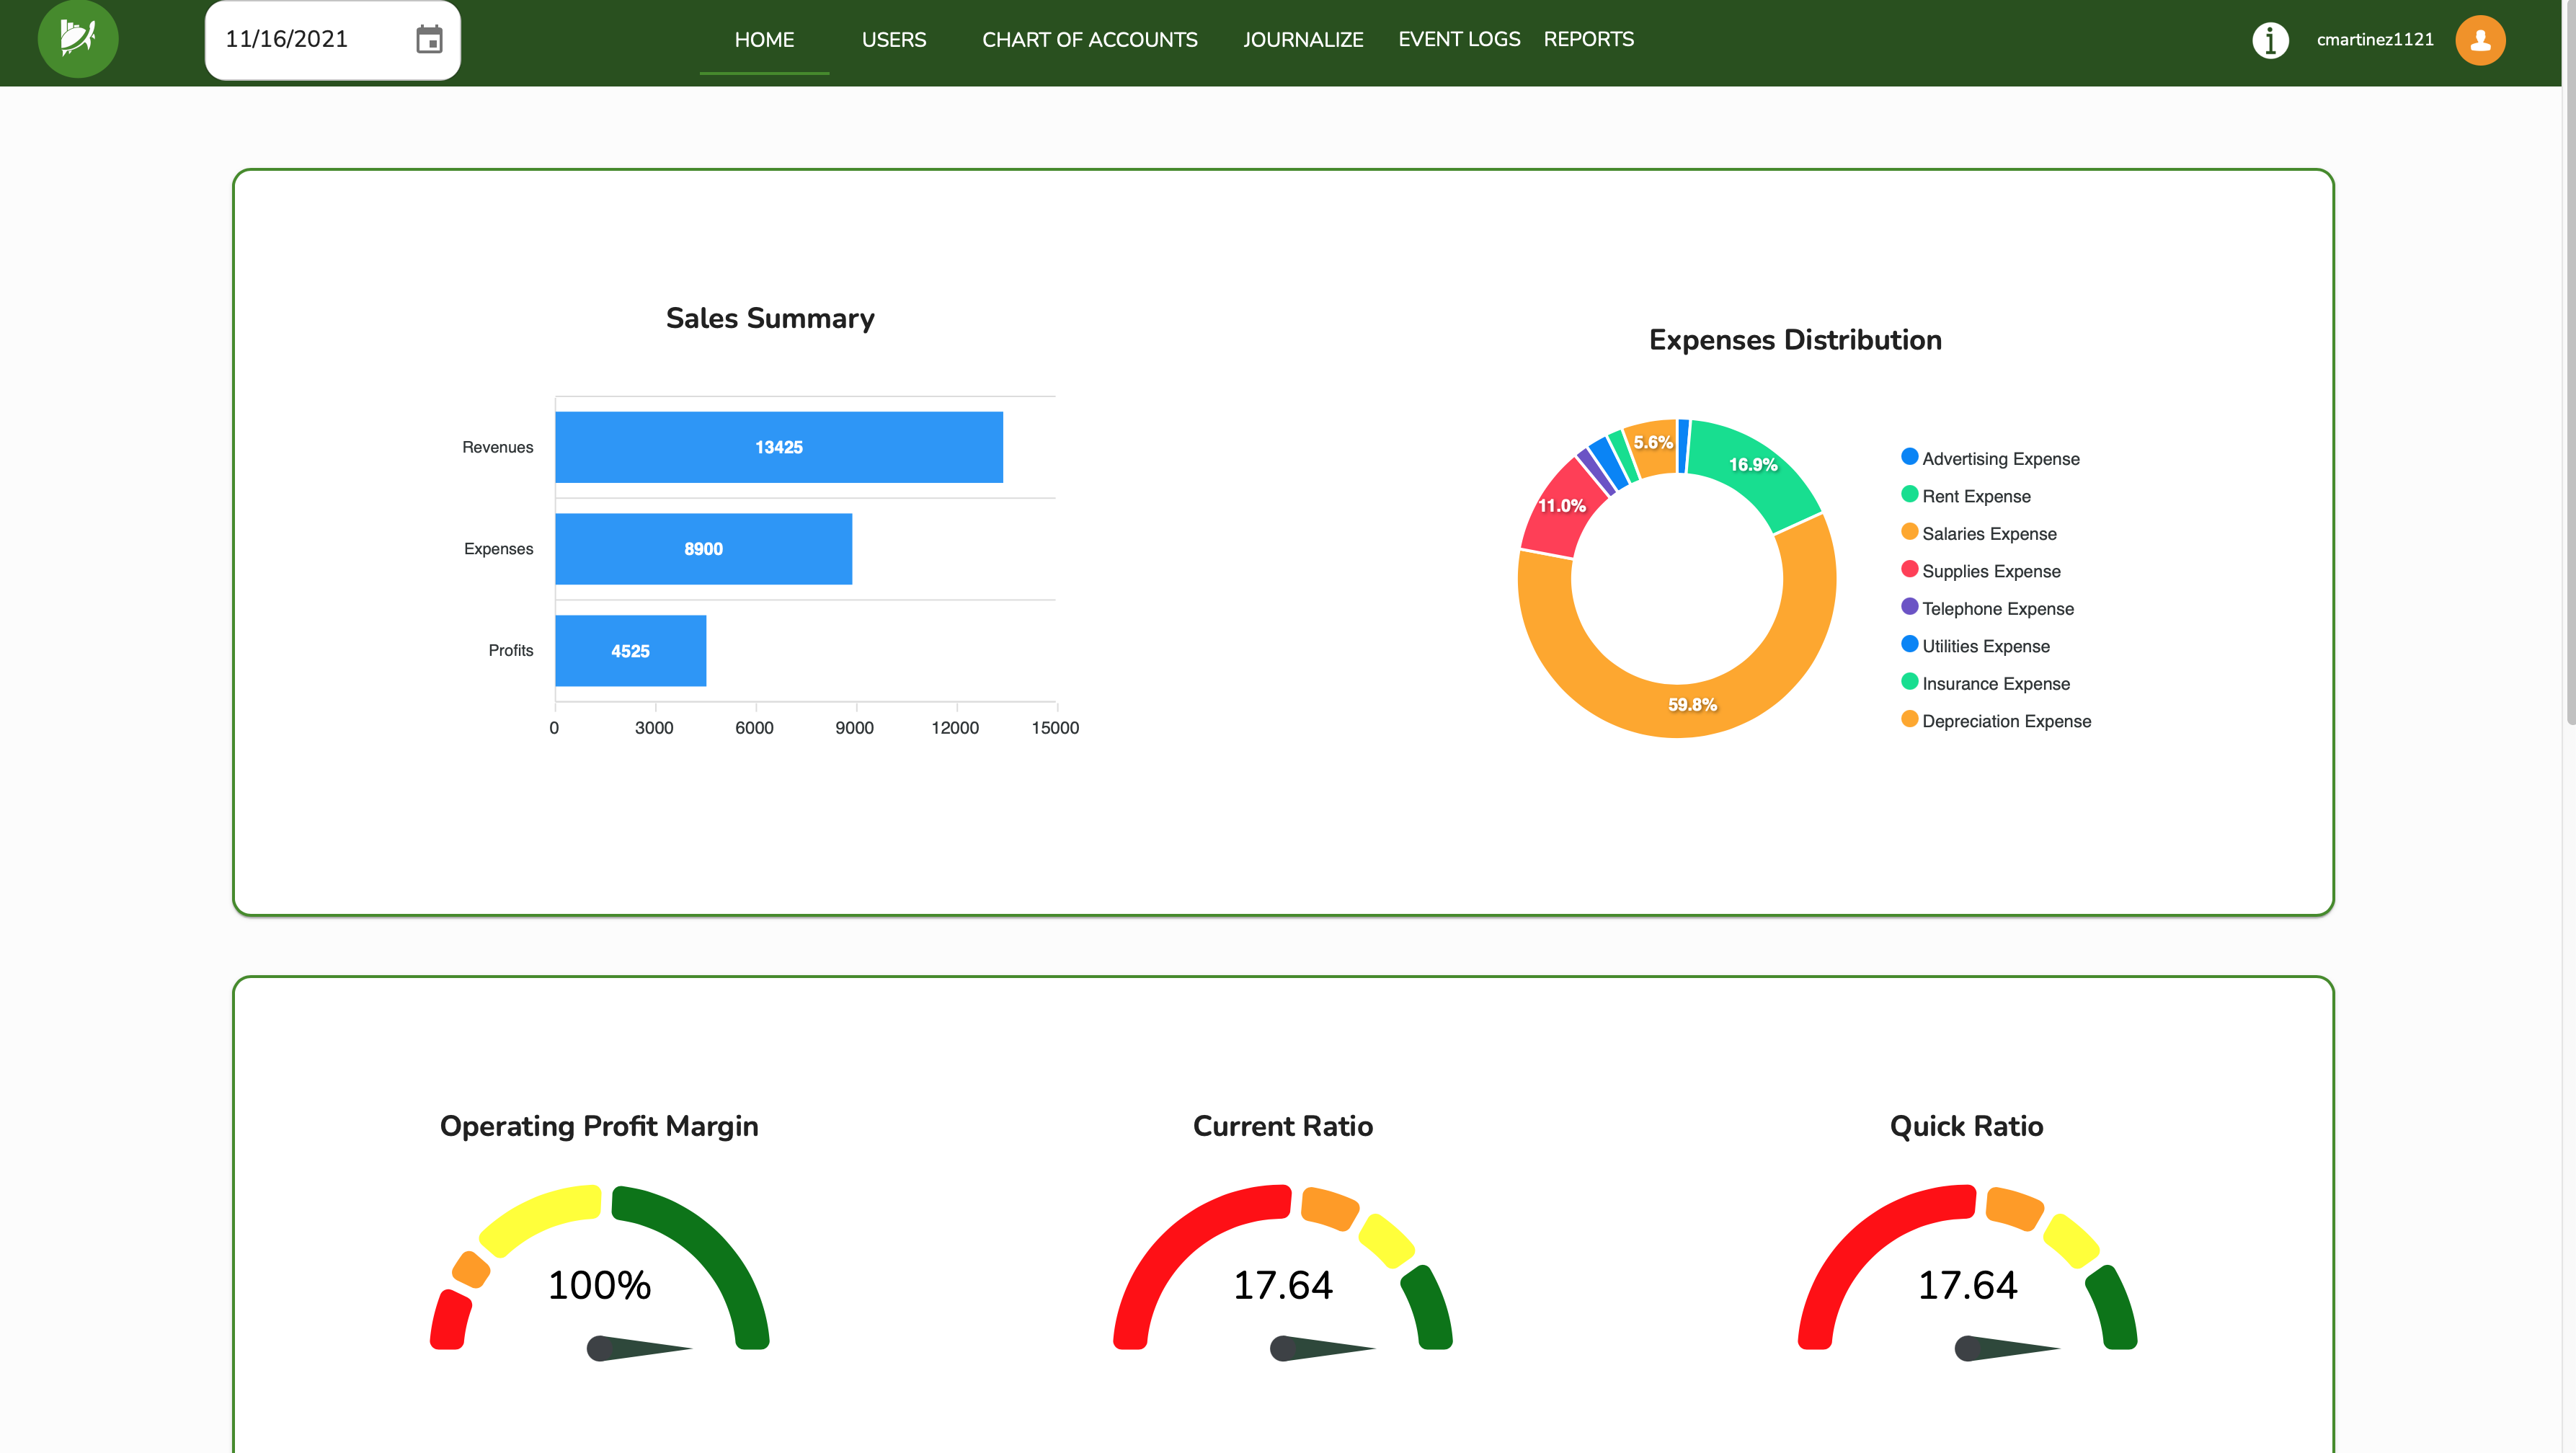 11/16/2021
HOME
USERS
CHART OF ACCOUNTS
JOURNALIZE
EVENT LOGS
REPORTS
i
cmartinez1121
Sales Summary
Revenues
13425
Expenses
8900
Profits
4525
0
3000
6000
9000
12000
15000
Expenses Distribution
5.6%
16.9%
11.0%
59.8%
Advertising Expense
Rent Expense
Salaries Expense
Supplies Expense
Telephone Expense
Utilities Expense
Insurance Expense
Depreciation Expense
Operating Profit Margin
100%
Current Ratio
17.64
Quick Ratio
17.64